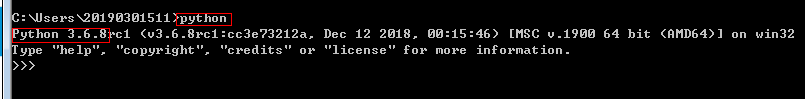 C:\Users\20190301511>python
Python 3.6.8rc1 (v3.6.8rc1:cc3e73212a, Dec 12 2018, 00:15:46) [MSC v.1900 64 bit (AMD64)] on win32
Type "help", "copyright", "credits" or "license" for more information.
>>>